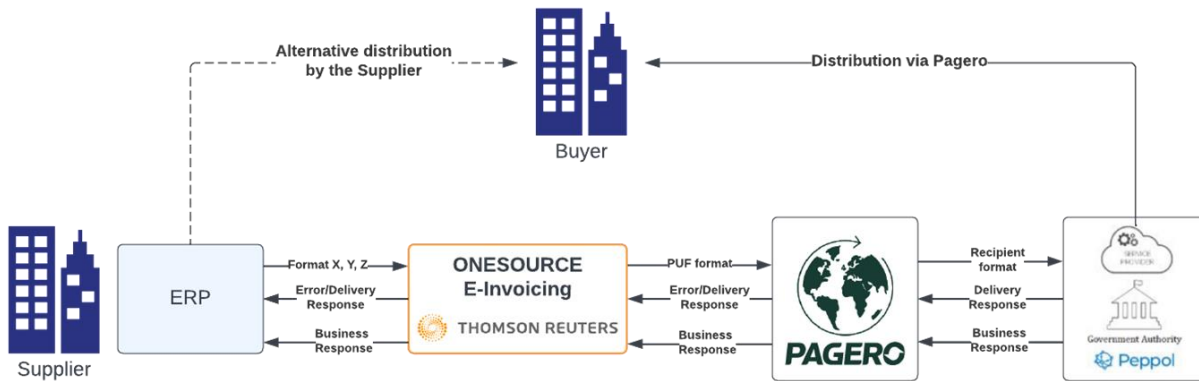 Alternative distribution
by the Supplier
Distribution via Pagero
Buyer
Supplier
ERP
Format X, Y, Z
Error/Delivery
Response
Business
Response
ONESOURCE
E-Invoicing
THOMSON REUTERS
PUF format
Error/Delivery
Response
Business
Response
PAGERO
Recipient
format
Delivery
Response
Business
Response
SERVICE
PROVIDER
Government Authority
Peppol